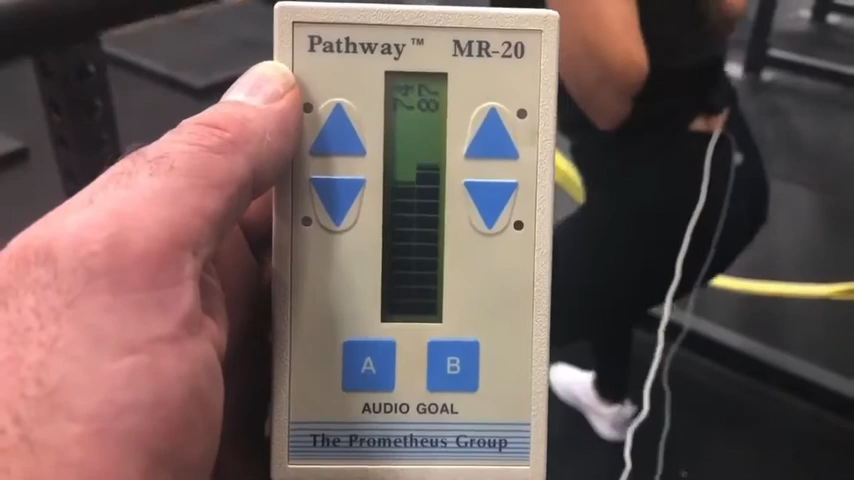 Pathway™ MR-20
74
87
A B
AUDIO GOAL
The Prometheus Group